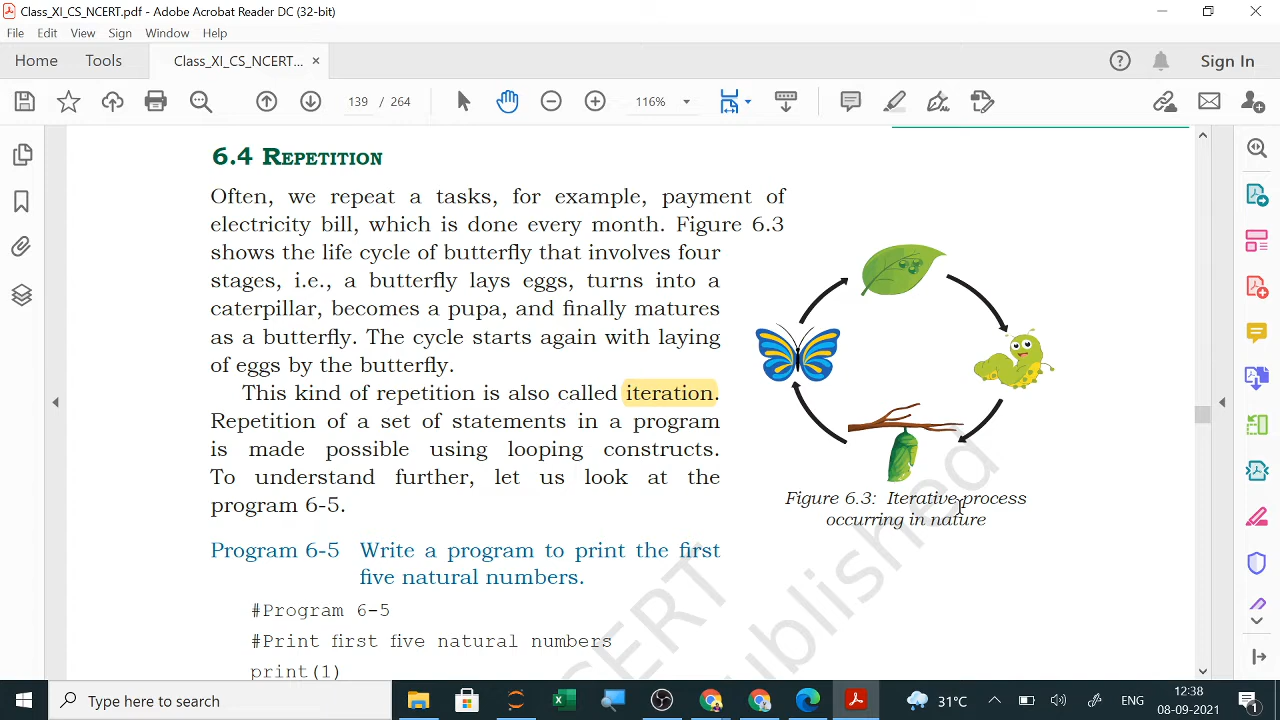 Class_XI_CS_NCERT.pdf - Adobe Acrobat Reader DC (32-bit)
File Edit View Sign Window Help
Home Tools Class_XI_CS_NCERT... × Sign In
139 / 264 116%
6.4 Repetition
Often, we repeat a tasks, for example, payment of
electricity bill, which is done every month. Figure 6.3
shows the life cycle of butterfly that involves four
stages, i.e., a butterfly lays eggs, turns into a
caterpillar, becomes a pupa, and finally matures
as a butterfly. The cycle starts again with laying
of eggs by the butterfly.
This kind of repetition is also called iteration.
Repetition of a set of statements in a program
is made possible using looping constructs.
To understand further, let us look at the
program 6-5.
Figure 6.3: Iterative process
occurring in nature
Program 6-5 Write a program to print the first
five natural numbers.
#Program 6-5
#Print first five natural numbers
print(1)
Type here to search
31°C ENG 12:38
08-09-2021
1